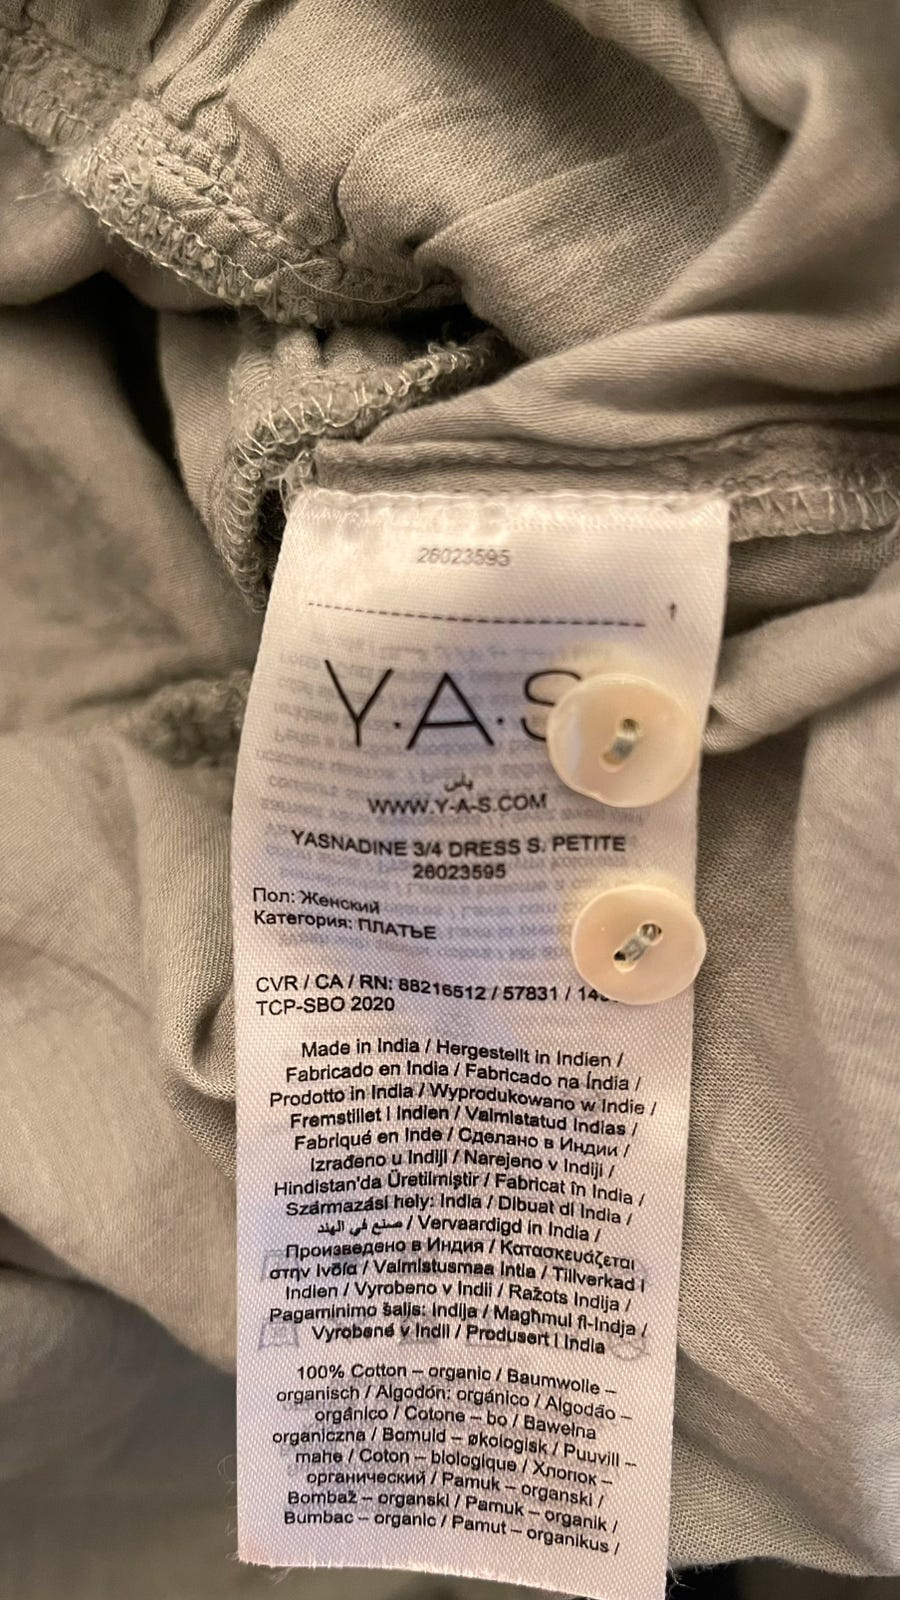 26023595
Y.A.S
ياس
WWW.Y-A-S.COM
YASNADINE 3/4 DRESS S. PETITE
26023595
Пол: Женский
Категория: ПЛАТЬЕ
CVR / CA / RN: 88216512 / 57831 /
TCP-SBO 2020
Made in India / Hergestellt in Indien /
Fabricado en India / Fabricado na Índia /
Prodotto in India / Wyprodukowano w Indie /
Fremstillet i Indien / Valmistatud Indias /
Fabriqué en Inde / Сделано в Индии /
Izrađeno u Indiji / Narejeno v Indiji /
Hindistan'da Üretilmiştir / Fabricat în India /
Származási hely: India / Dibuat di India /
صنع في الهند / Vervaardigd in India /
Произведено в Индия / Κατασκευάζεται
στην Ινδία / Valmistusmaa Intia / Tillverkad i
Indien / Vyrobeno v Indii / Ražots Indija /
Pagaminimo šalis: Indija / Magħmul fl-Indja /
Vyrobené v Indii / Produsert i India
100% Cotton – organic / Baumwolle –
organisch / Algodón: orgánico / Algodão –
orgânico / Cotone – bo / Bawełna
organiczna / Bomuld – økologisk / Puuvill –
mahe / Coton – biologique / Хлопок –
органический / Pamuk – organski /
Bombaž – organski / Pamuk – organik /
Bumbac – organic / Pamut – organikus /